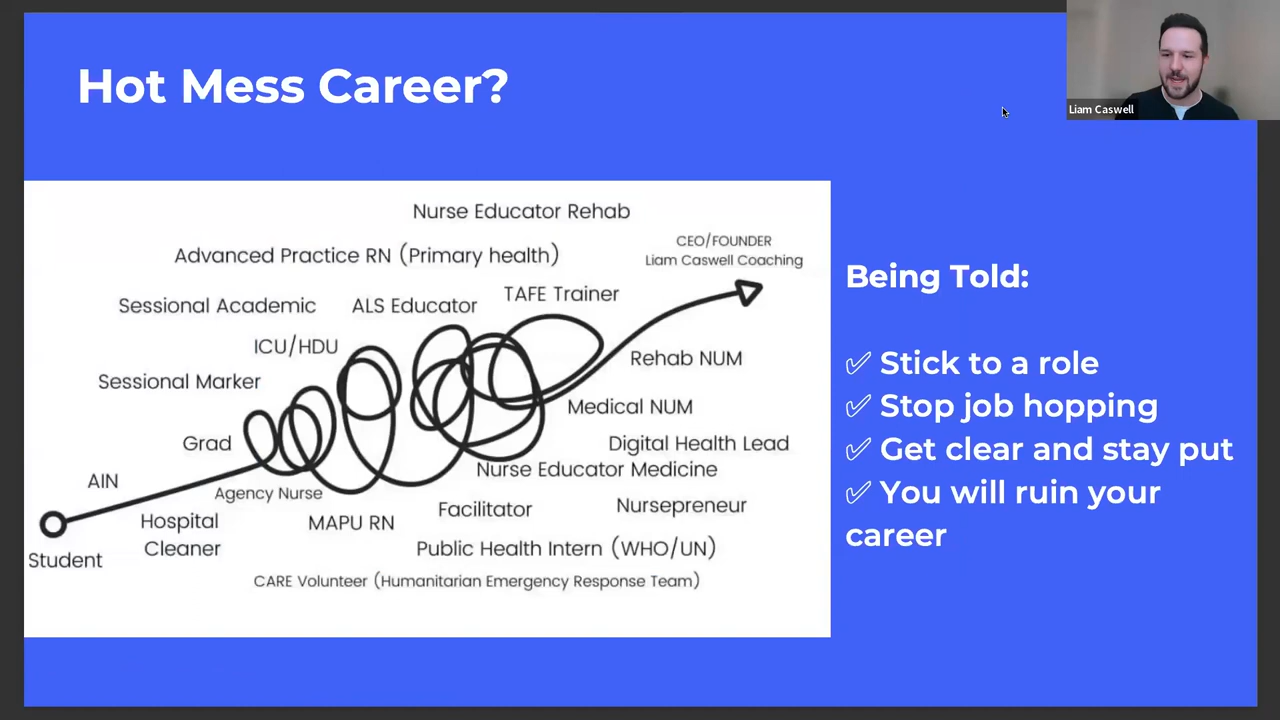 Hot Mess Career?
Liam Caswell
Nurse Educator Rehab
CEO/FOUNDER
Liam Caswell Coaching
Advanced Practice RN (Primary health)
Sessional Academic
ALS Educator
TAFE Trainer
ICU/HDU
Rehab NUM
Sessional Marker
Medical NUM
Grad
Digital Health Lead
Nurse Educator Medicine
AIN
Agency Nurse
Hospital
Cleaner
MAPU RN
Facilitator
Nursepreneur
Student
Public Health Intern (WHO/UN)
CARE Volunteer (Humanitarian Emergency Response Team)
Being Told:
✅ Stick to a role
✅ Stop job hopping
✅ Get clear and stay put
✅ You will ruin your
career